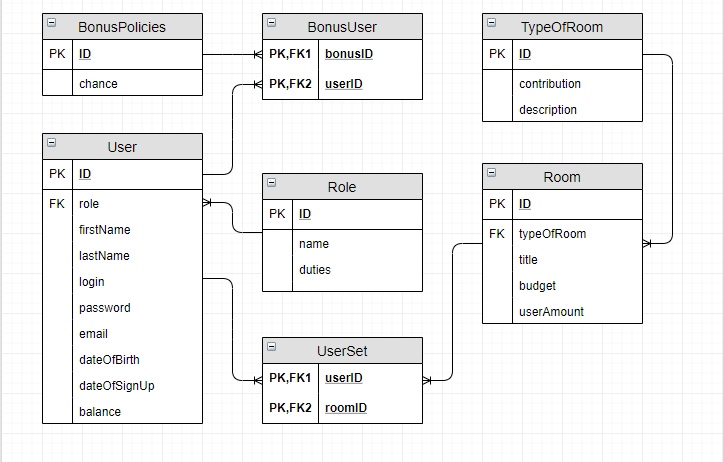 BonusPolicies
PK ID
chance
BonusUser
PK,FK1 bonusID
PK,FK2 userID
TypeOfRoom
PK ID
contribution
description
User
PK ID
FK role
firstName
lastName
login
password
email
dateOfBirth
dateOfSignUp
balance
Role
PK ID
name
duties
Room
PK ID
FK typeOfRoom
title
budget
userAmount
UserSet
PK,FK1 userID
PK,FK2 roomID